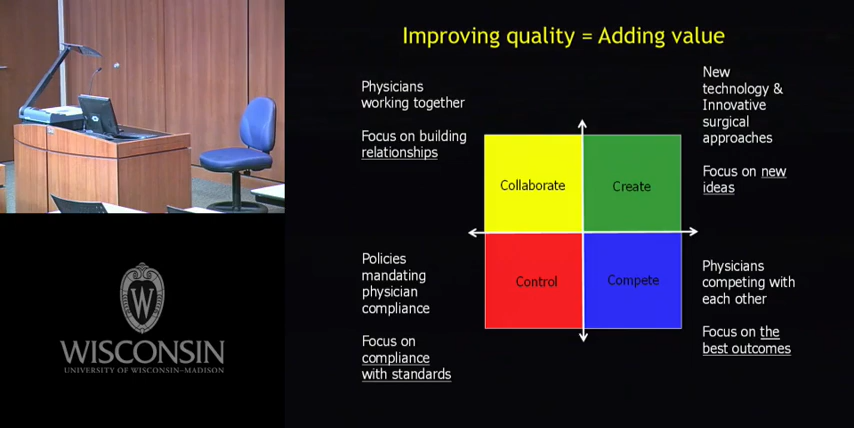 Improving quality = Adding value
Physicians
working together
Focus on building
relationships
New
technology &
Innovative
surgical
approaches
Focus on new
ideas
Collaborate
Create
Control
Compete
Policies
mandating
physician
compliance
Focus on
compliance
with standards
Physicians
competing with
each other
Focus on the
best outcomes
W
WISCONSIN
UNIVERSITY OF WISCONSIN–MADISON